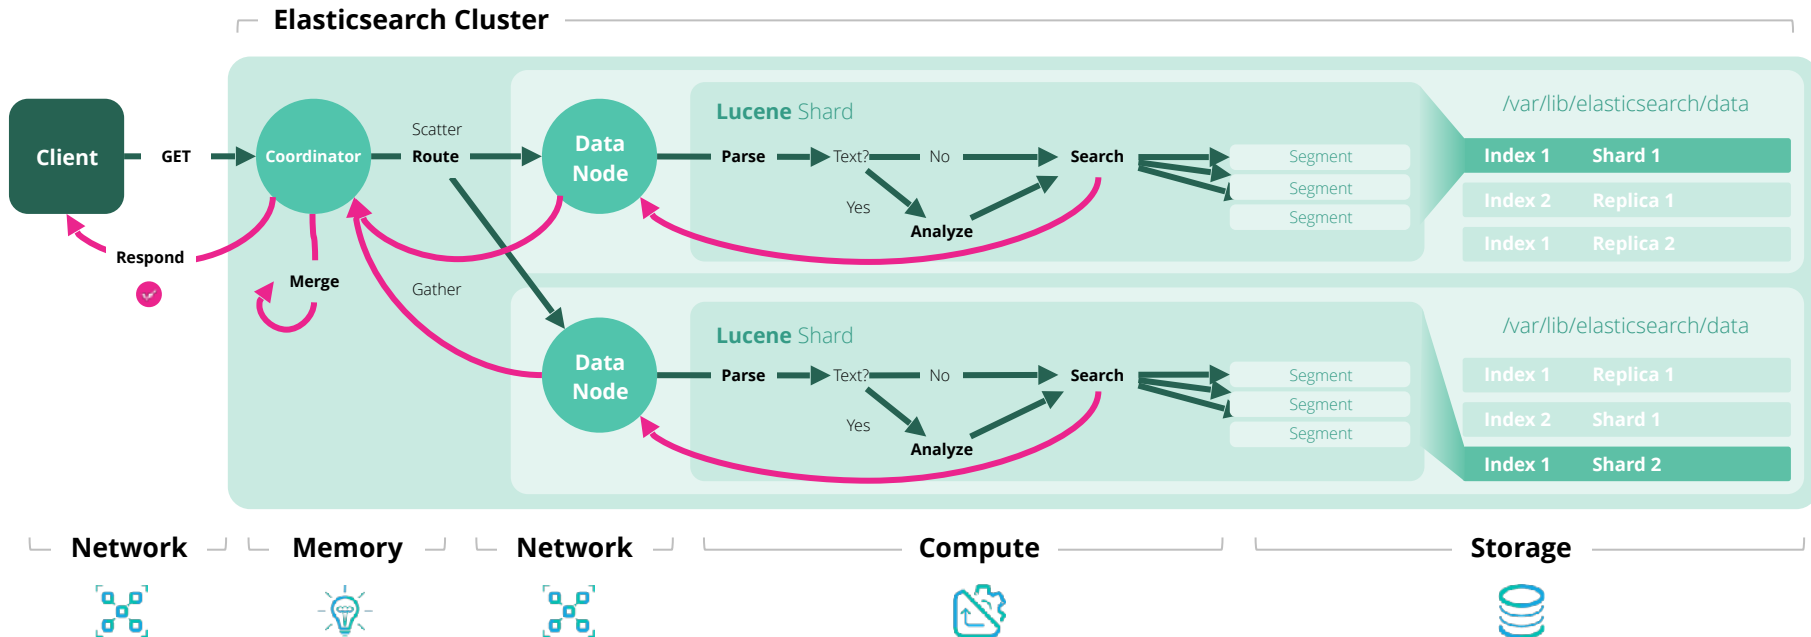 Elasticsearch Cluster
Client
GET
Coordinator
Scatter
Route
Data
Node
Lucene Shard
Parse
Text?
No
Yes
Analyze
Search
Segment
Segment
Segment
/var/lib/elasticsearch/data
Index 1 Shard 1
Index 2 Replica 1
Index 1 Replica 2
Respond
Merge
Gather
Data
Node
Lucene Shard
Parse
Text?
No
Yes
Analyze
Search
Segment
Segment
Segment
/var/lib/elasticsearch/data
Index 1 Replica 1
Index 2 Shard 1
Index 1 Shard 2
Network
Memory
Network
Compute
Storage